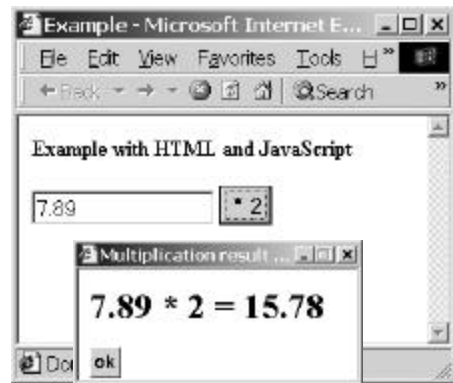 Example - Microsoft Internet E...
File Edit View Favorites Tools H »
Back Search »
Example with HTML and JavaScript
7.89 * 2
Multiplication result ...
7.89 * 2 = 15.78
ok
Do